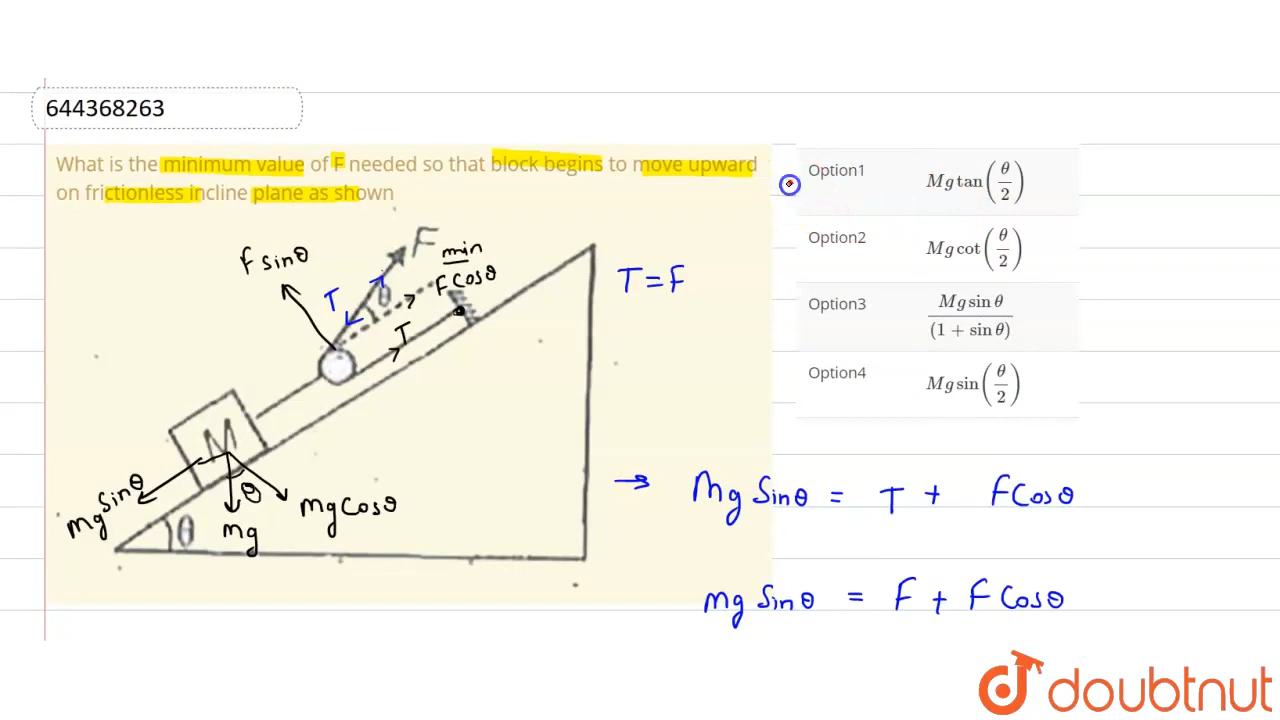 644368263
What is the minimum value of F needed so that block begins to move upward
on frictionless incline plane as shown
Option1 Mg tan(θ/2)
Option2 Mg cot(θ/2)
Option3 Mg sin θ / (1 + sin θ)
Option4 Mg sin(θ/2)
F sinθ
F
min
F cosθ
T
θ
T
T = F
M
mg sinθ
θ
mg
mg cosθ
θ
→ Mg sinθ = T + F cosθ
mg sinθ = F + F cosθ
doubtnut